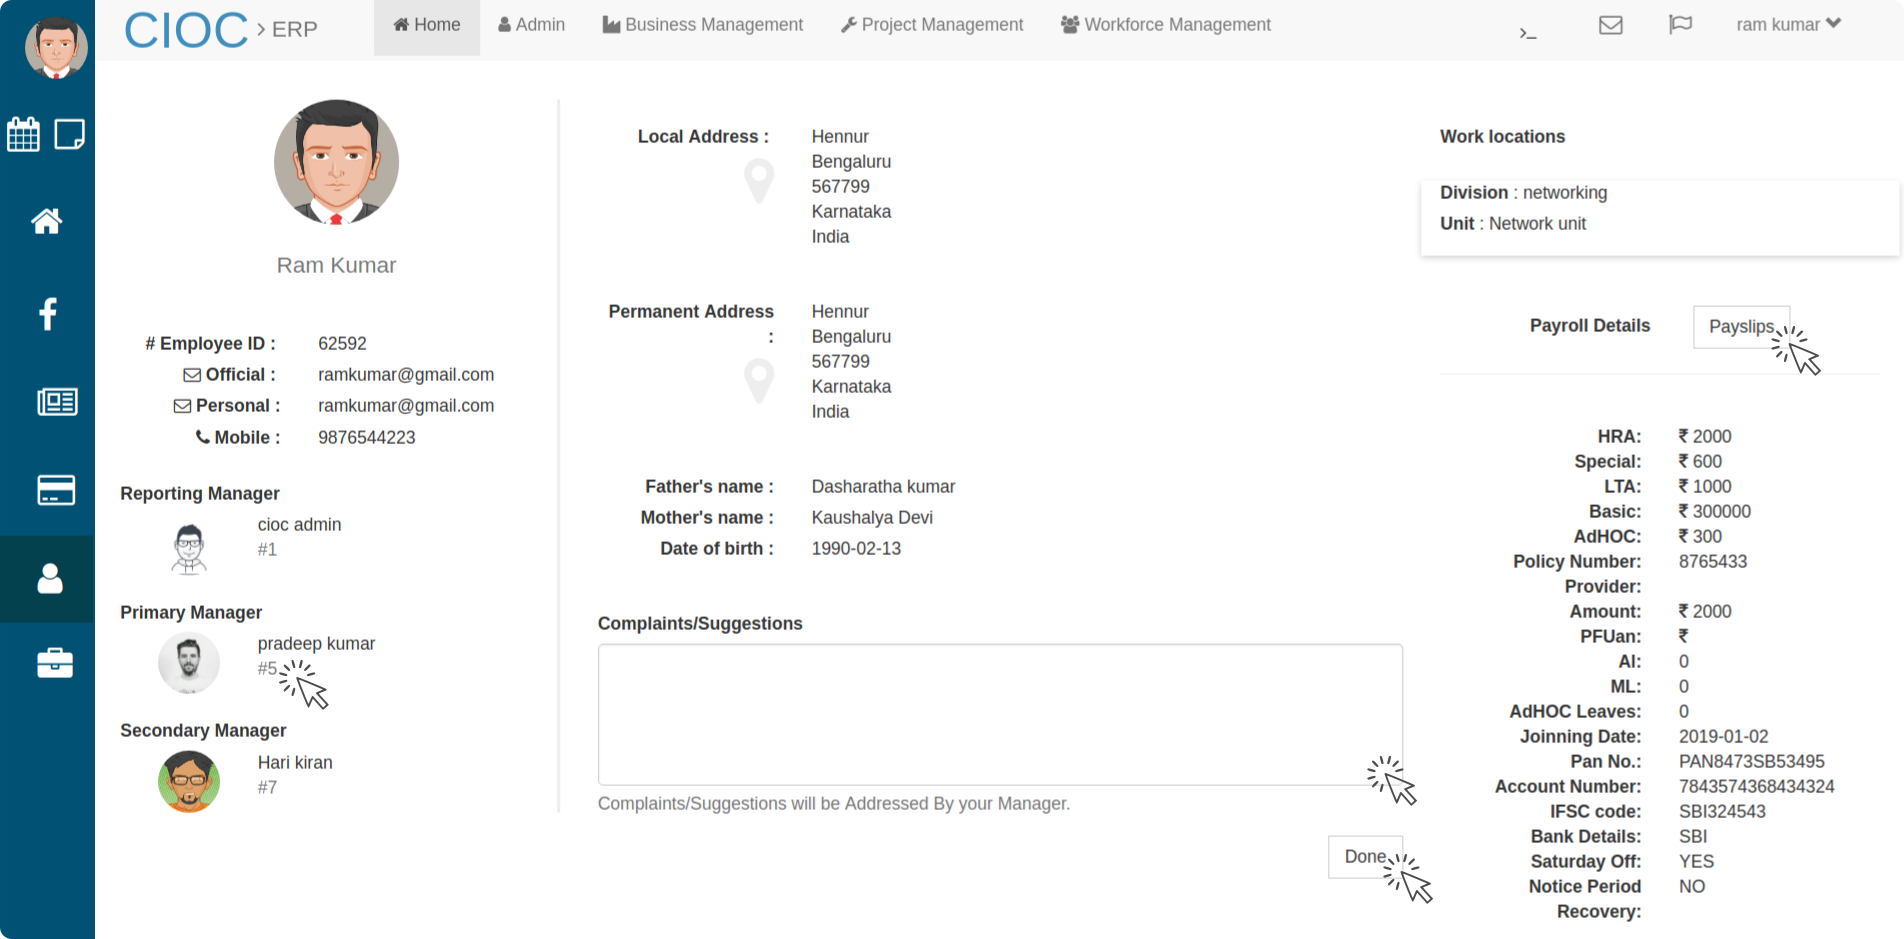 CIOC > ERP
Home
Admin
Business Management
Project Management
Workforce Management
>_
ram kumar
Ram Kumar
# Employee ID : 62592
Official : ramkumar@gmail.com
Personal : ramkumar@gmail.com
Mobile : 9876544223
Reporting Manager
cioc admin
#1
Primary Manager
pradeep kumar
#5
Secondary Manager
Hari kiran
#7
Local Address : Hennur
Bengaluru
567799
Karnataka
India
Permanent Address : Hennur
Bengaluru
567799
Karnataka
India
Father's name : Dasharatha kumar
Mother's name : Kaushalya Devi
Date of birth : 1990-02-13
Complaints/Suggestions
Complaints/Suggestions will be Addressed By your Manager.
Done
Work locations
Division : networking
Unit : Network unit
Payroll Details
Payslips
HRA: ₹ 2000
Special: ₹ 600
LTA: ₹ 1000
Basic: ₹ 300000
AdHOC: ₹ 300
Policy Number: 8765433
Provider:
Amount: ₹ 2000
PFUan: ₹
Al: 0
ML: 0
AdHOC Leaves: 0
Joinning Date: 2019-01-02
Pan No.: PAN8473SB53495
Account Number: 7843574368434324
IFSC code: SBI324543
Bank Details: SBI
Saturday Off: YES
Notice Period NO
Recovery: